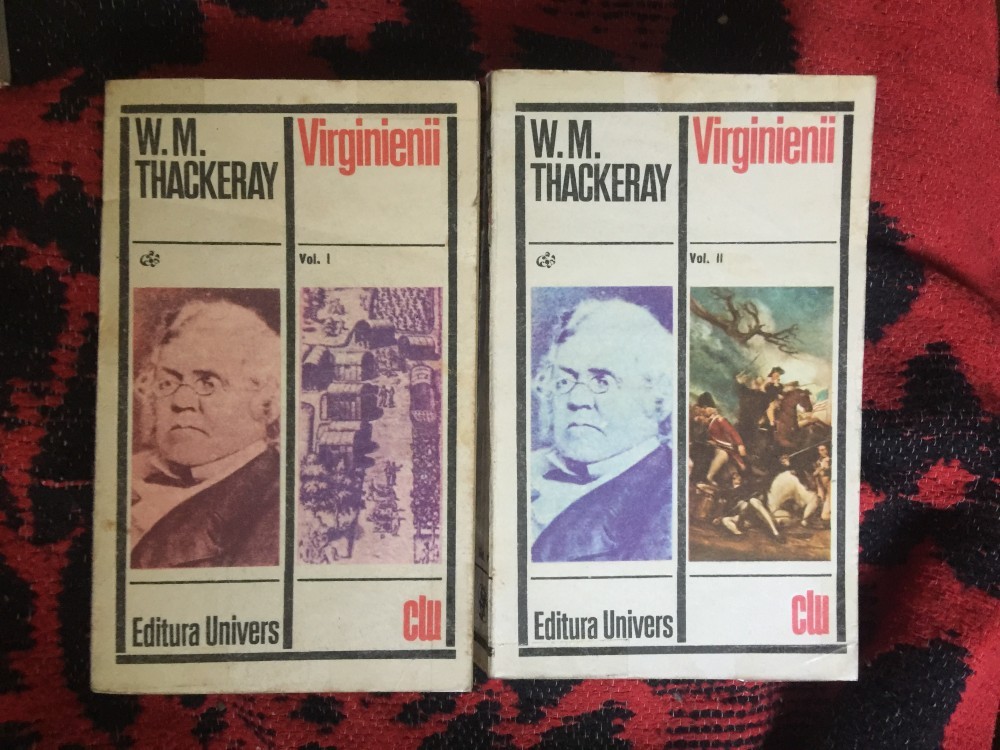 W. M.
THACKERAY
Virginienii
Vol. I
Editura Univers
clu
W. M.
THACKERAY
Virginienii
Vol. II
Editura Univers
clu